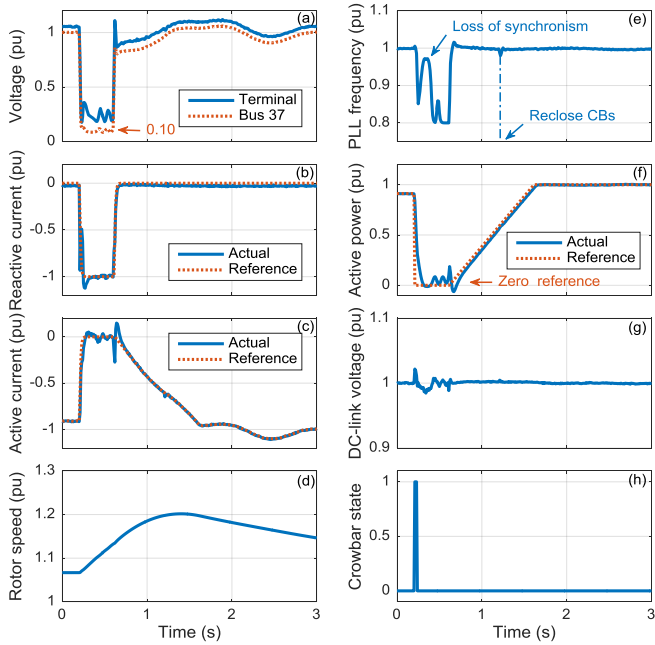 (a)
Voltage (pu)
1
0.5
0
Terminal
Bus 37
0.10
(b)
Reactive current (pu)
0
-0.5
-1
Actual
Reference
(c)
Active current (pu)
0
-0.5
-1
Actual
Reference
(d)
Rotor speed (pu)
1.3
1.2
1.1
1
0
1
2
3
Time (s)
(e)
PLL frequency (pu)
1.1
1
0.9
0.8
Loss of synchronism
Reclose CBs
(f)
Active power (pu)
1
0.5
0
Actual
Reference
Zero reference
(g)
DC-link voltage (pu)
1.1
1
0.9
(h)
Crowbar state
1
0.5
0
0
1
2
3
Time (s)